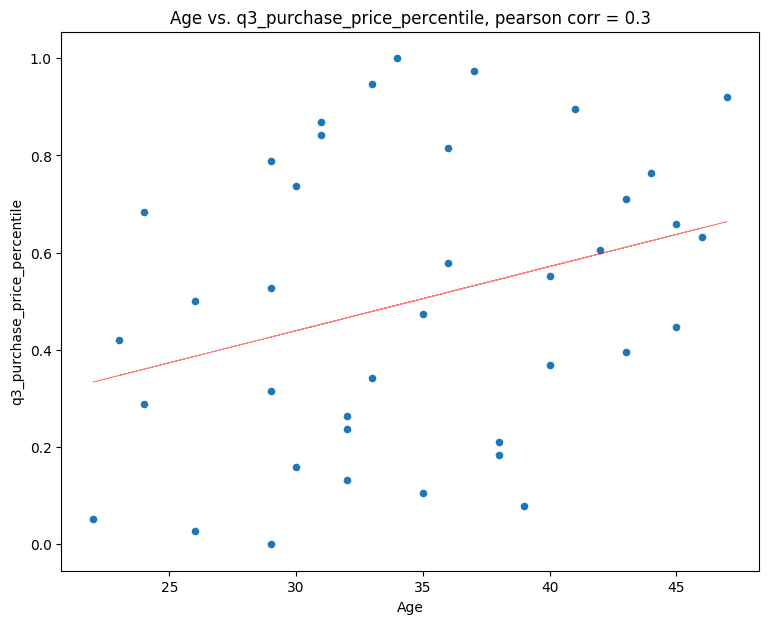 Age vs. q3_purchase_price_percentile, pearson corr = 0.3
1.0
0.8
0.6
0.4
0.2
0.0
q3_purchase_price_percentile
25 30 35 40 45
Age